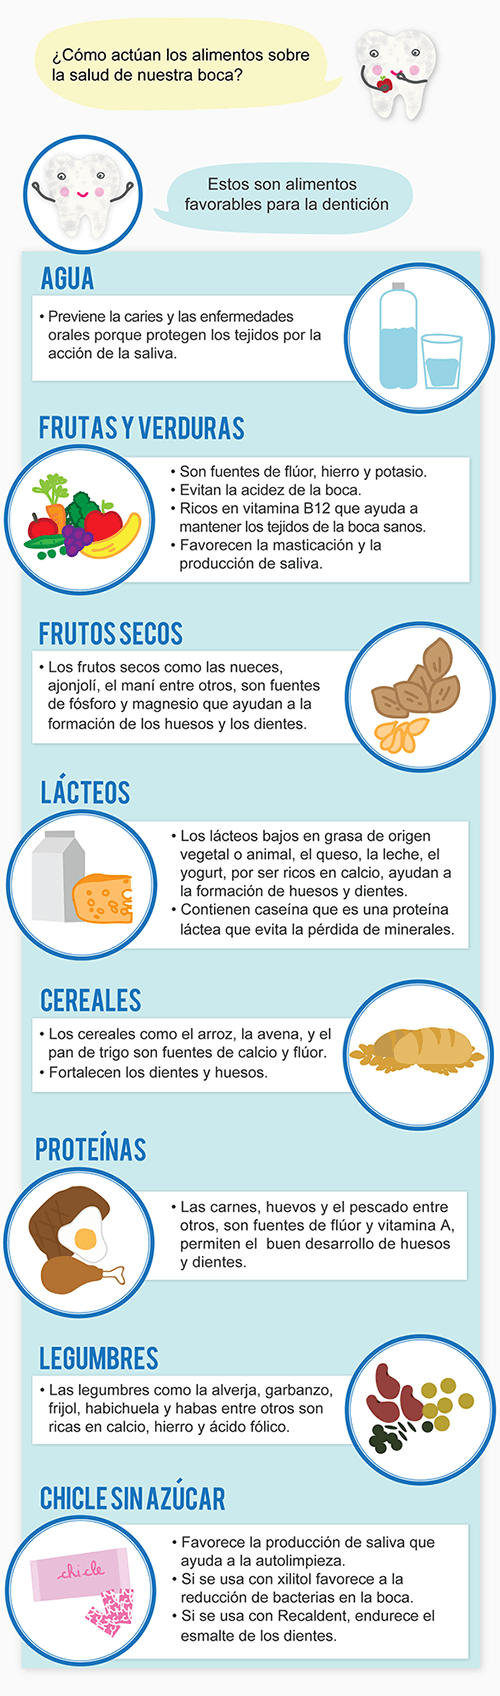 ¿Cómo actúan los alimentos sobre
la salud de nuestra boca?
Estos son alimentos
favorables para la dentición
AGUA
• Previene la caries y las enfermedades
orales porque protegen los tejidos por la
acción de la saliva.
FRUTAS Y VERDURAS
• Son fuentes de flúor, hierro y potasio.
• Evitan la acidez de la boca.
• Ricos en vitamina B12 que ayuda a
mantener los tejidos de la boca sanos.
• Favorecen la masticación y la
producción de saliva.
FRUTOS SECOS
• Los frutos secos como las nueces,
ajonjolí, el maní entre otros, son fuentes
de fósforo y magnesio que ayudan a la
formación de los huesos y los dientes.
LÁCTEOS
• Los lácteos bajos en grasa de origen
vegetal o animal, el queso, la leche, el
yogurt, por ser ricos en calcio, ayudan a
la formación de huesos y dientes.
• Contienen caseína que es una proteína
láctea que evita la pérdida de minerales.
CEREALES
• Los cereales como el arroz, la avena, y el
pan de trigo son fuentes de calcio y flúor.
• Fortalecen los dientes y huesos.
PROTEÍNAS
• Las carnes, huevos y el pescado entre
otros, son fuentes de flúor y vitamina A,
permiten el buen desarrollo de huesos
y dientes.
LEGUMBRES
• Las legumbres como la alverja, garbanzo,
frijol, habichuela y habas entre otros son
ricas en calcio, hierro y ácido fólico.
CHICLE SIN AZÚCAR
chicle
• Favorece la producción de saliva que
ayuda a la autolimpieza.
• Si se usa con xilitol favorece a la
reducción de bacterias en la boca.
• Si se usa con Recaldent, endurece el
esmalte de los dientes.